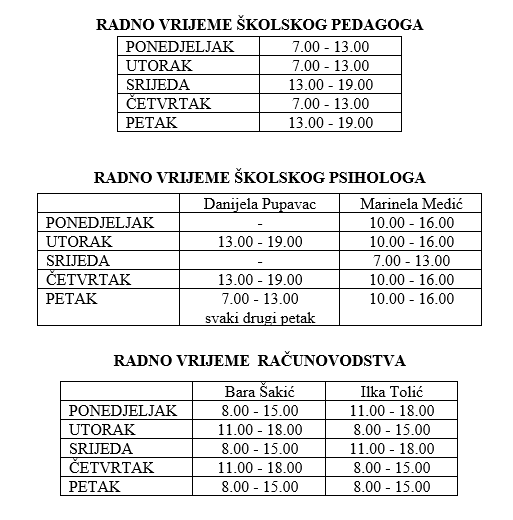 RADNO VRIJEME ŠKOLSKOG PEDAGOGA
PONEDJELJAK 7.00 - 13.00
UTORAK 7.00 - 13.00
SRIJEDA 13.00 - 19.00
ČETVRTAK 7.00 - 13.00
PETAK 13.00 - 19.00
RADNO VRIJEME ŠKOLSKOG PSIHOLOGA
Danijela Pupavac Marinela Medić
PONEDJELJAK - 10.00 - 16.00
UTORAK 13.00 - 19.00 10.00 - 16.00
SRIJEDA - 7.00 - 13.00
ČETVRTAK 13.00 - 19.00 10.00 - 16.00
PETAK 7.00 - 13.00 10.00 - 16.00
svaki drugi petak
RADNO VRIJEME RAČUNOVODSTVA
Bara Šakić Ilka Tolić
PONEDJELJAK 8.00 - 15.00 11.00 - 18.00
UTORAK 11.00 - 18.00 8.00 - 15.00
SRIJEDA 8.00 - 15.00 11.00 - 18.00
ČETVRTAK 11.00 - 18.00 8.00 - 15.00
PETAK 8.00 - 15.00 8.00 - 15.00